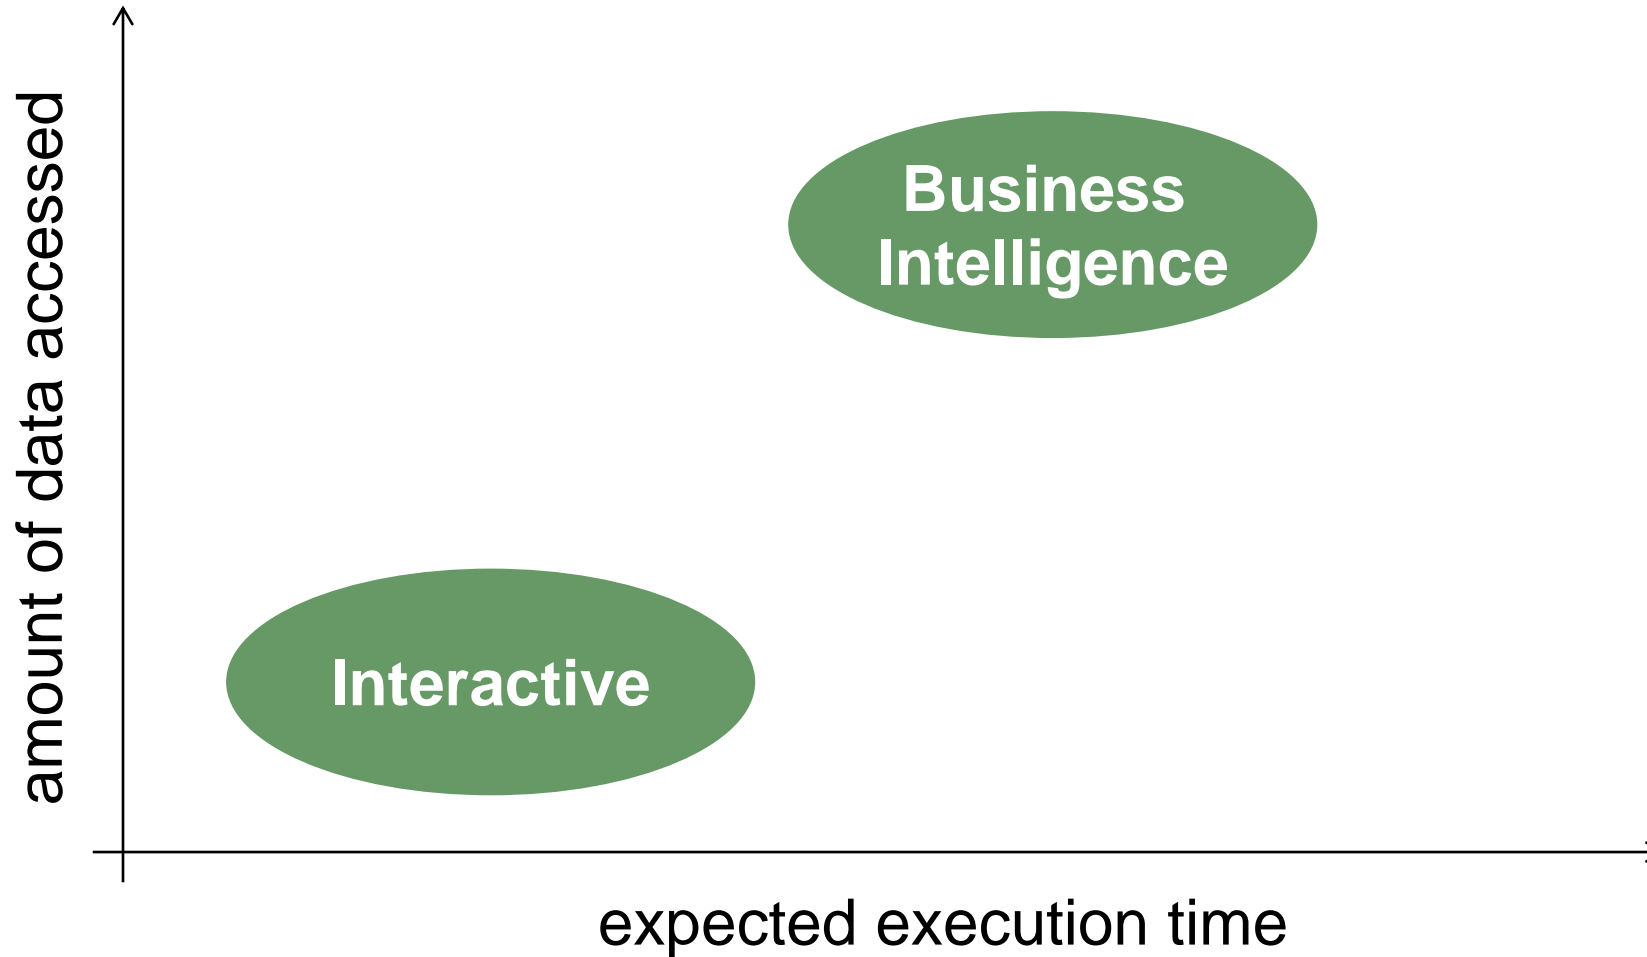 amount of data accessed
Business
Intelligence
Interactive
expected execution time